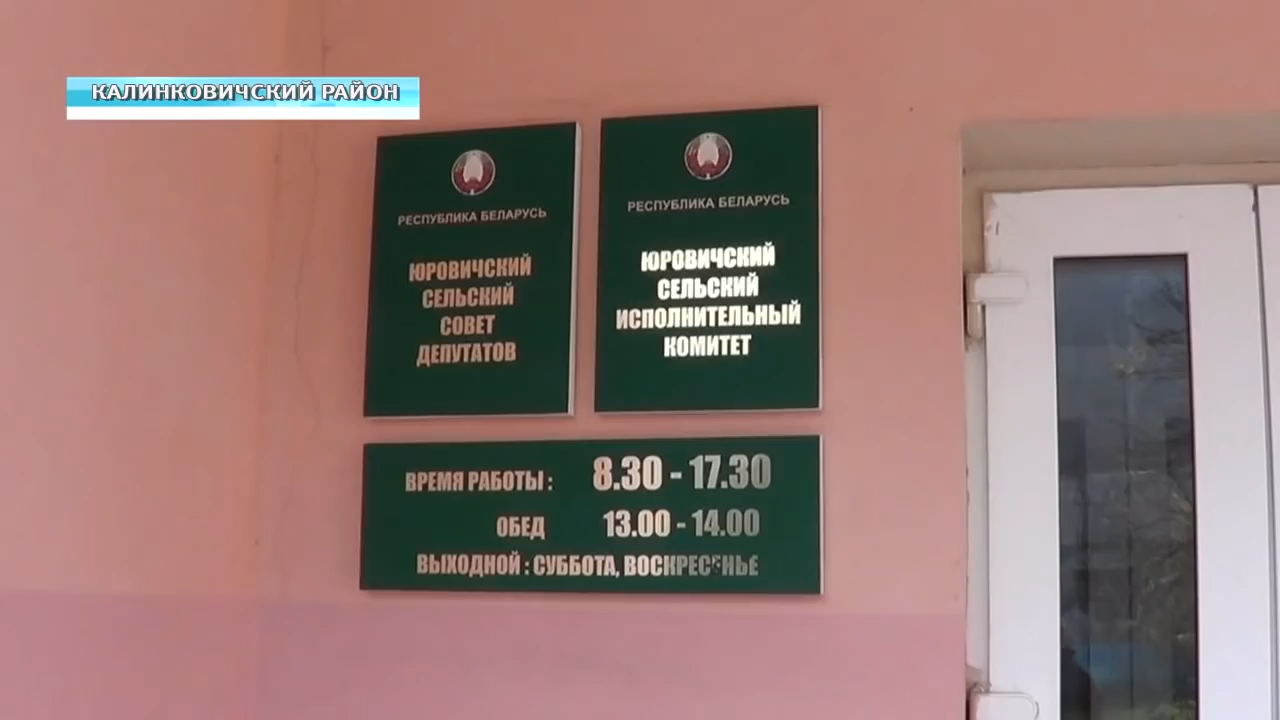 КАЛИНКОВИЧСКИЙ РАЙОН
РЕСПУБЛИКА БЕЛАРУСЬ
ЮРОВИЧСКИЙ
СЕЛЬСКИЙ
СОВЕТ
ДЕПУТАТОВ
РЕСПУБЛИКА БЕЛАРУСЬ
ЮРОВИЧСКИЙ
СЕЛЬСКИЙ
ИСПОЛНИТЕЛЬНЫЙ
КОМИТЕТ
ВРЕМЯ РАБОТЫ : 8.30 - 17.30
ОБЕД 13.00 - 14.00
ВЫХОДНОЙ : СУББОТА, ВОСКРЕСЕНЬЕ